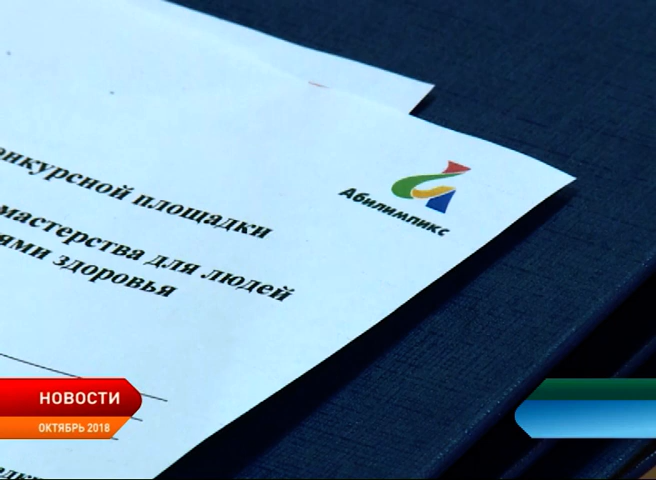 Абилимпикс
онкурсной площадки
мастерства для людей
ями здоровья
НОВОСТИ
ОКТЯБРЬ 2018